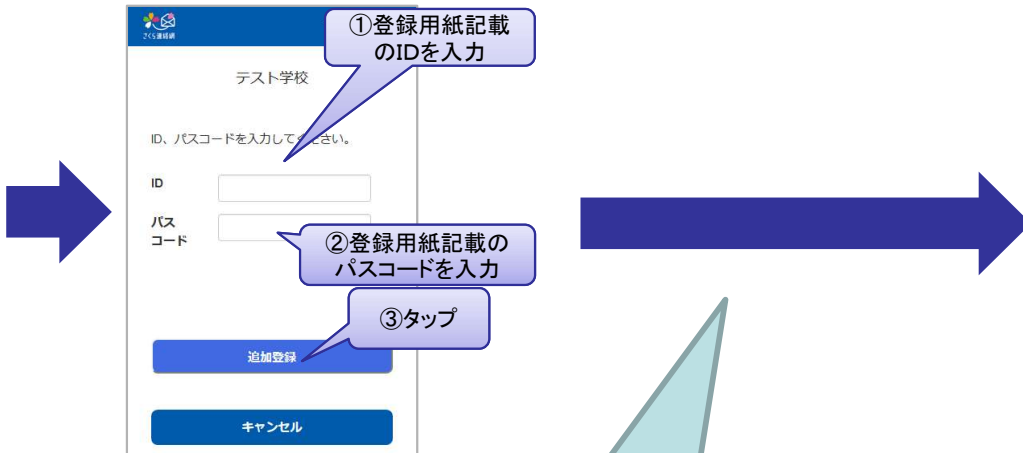 さくら連絡網
①登録用紙記載
のIDを入力
テスト学校
ID、パスコードを入力してください。
ID
パス
コード
②登録用紙記載の
パスコードを入力
③タップ
追加登録
キャンセル